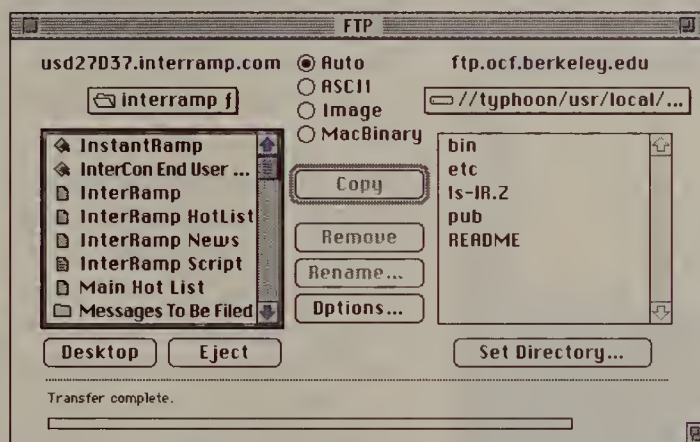 FTP
usd27037.interramp.com
interramp ƒ
InstantRamp
InterCon End User ...
InterRamp
InterRamp HotList
InterRamp News
InterRamp Script
Main Hot List
Messages To Be Filed
Desktop
Eject
Auto
ASCII
Image
MacBinary
Copy
Remove
Rename...
Options...
ftp.ocf.berkeley.edu
//typhoon/usr/local/...
bin
etc
ls-lR.Z
pub
README
Set Directory...
Transfer complete.